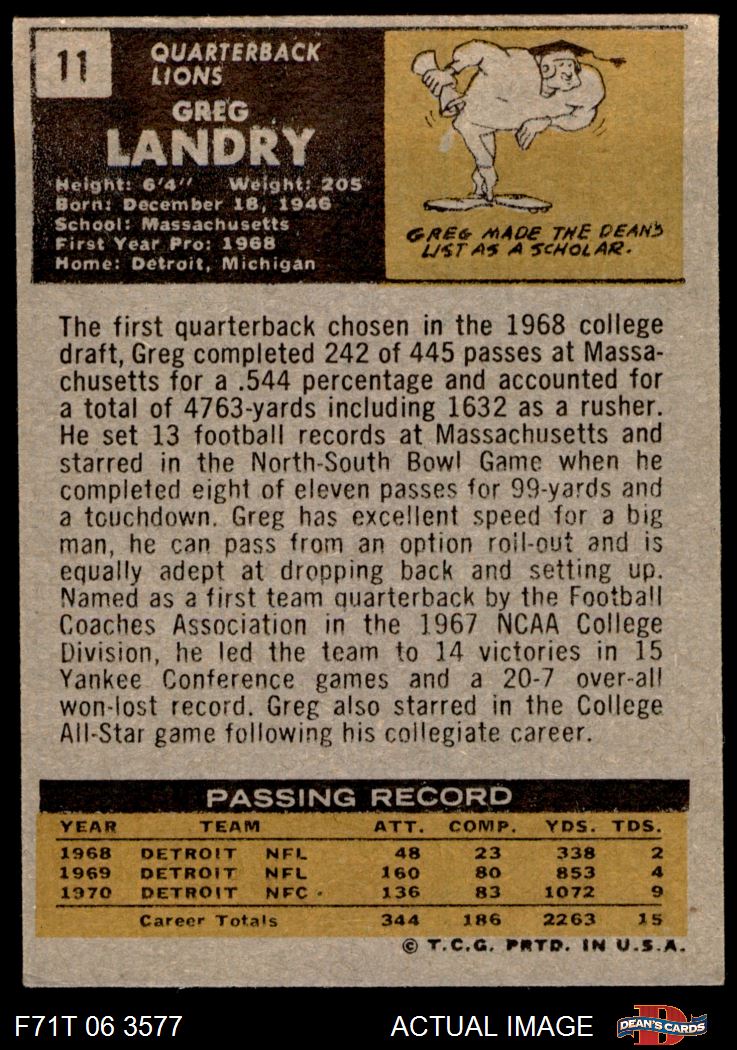 11
QUARTERBACK
LIONS
GREG
LANDRY
Height: 6'4" Weight: 205
Born: December 18, 1946
School: Massachusetts
First Year Pro: 1968
Home: Detroit, Michigan
GREG MADE THE DEAN'S
LIST AS A SCHOLAR.
The first quarterback chosen in the 1968 college
draft, Greg completed 242 of 445 passes at Massa-
chusetts for a .544 percentage and accounted for
a total of 4763-yards including 1632 as a rusher.
He set 13 football records at Massachusetts and
starred in the North-South Bowl Game when he
completed eight of eleven passes for 99-yards and
a touchdown. Greg has excellent speed for a big
man, he can pass from an option roll-out and is
equally adept at dropping back and setting up.
Named as a first team quarterback by the Football
Coaches Association in the 1967 NCAA College
Division, he led the team to 14 victories in 15
Yankee Conference games and a 20-7 over-all
won-lost record. Greg also starred in the College
All-Star game following his collegiate career.
PASSING RECORD
YEAR TEAM ATT. COMP. YDS. TDS.
1968 DETROIT NFL 48 23 338 2
1969 DETROIT NFL 160 80 853 4
1970 DETROIT NFC 136 83 1072 9
Career Totals 344 186 2263 15
© T.C.G. PRTD. IN U.S.A.
F71T 06 3577 ACTUAL IMAGE D DEAN'S CARDS